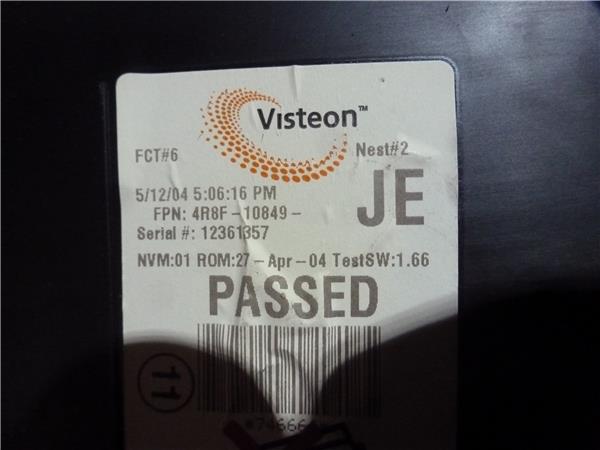 Visteon™
FCT#6
Nest#2
5/12/04 5:06:16 PM
JE
FPN: 4R8F-10849-
Serial #: 12361357
NVM:01 ROM:27-Apr-04 TestSW:1.66
PASSED
11